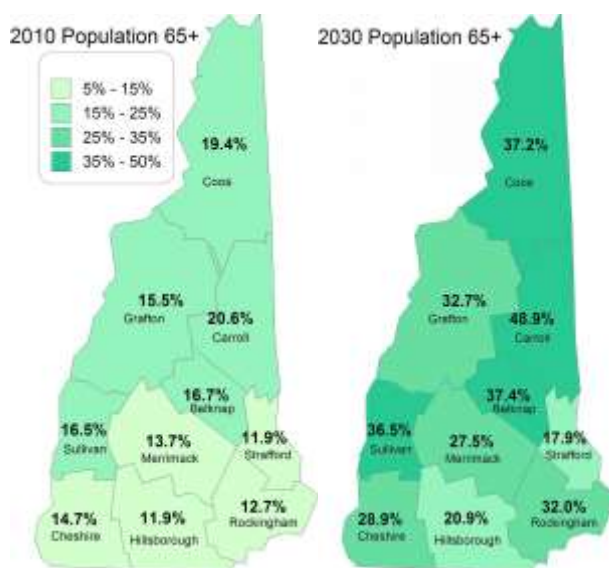 2010 Population 65+
5% - 15%
15% - 25%
25% - 35%
35% - 50%
19.4%
Coos
15.5%
Grafton
20.6%
Carroll
16.7%
Belknap
16.5%
Sullivan
13.7%
Merrimack
11.9%
Strafford
14.7%
Cheshire
11.9%
Hillsborough
12.7%
Rockingham
2030 Population 65+
37.2%
Coos
32.7%
Grafton
48.9%
Carroll
37.4%
Belknap
36.5%
Sullivan
27.5%
Merrimack
17.9%
Strafford
28.9%
Cheshire
20.9%
Hillsborough
32.0%
Rockingham